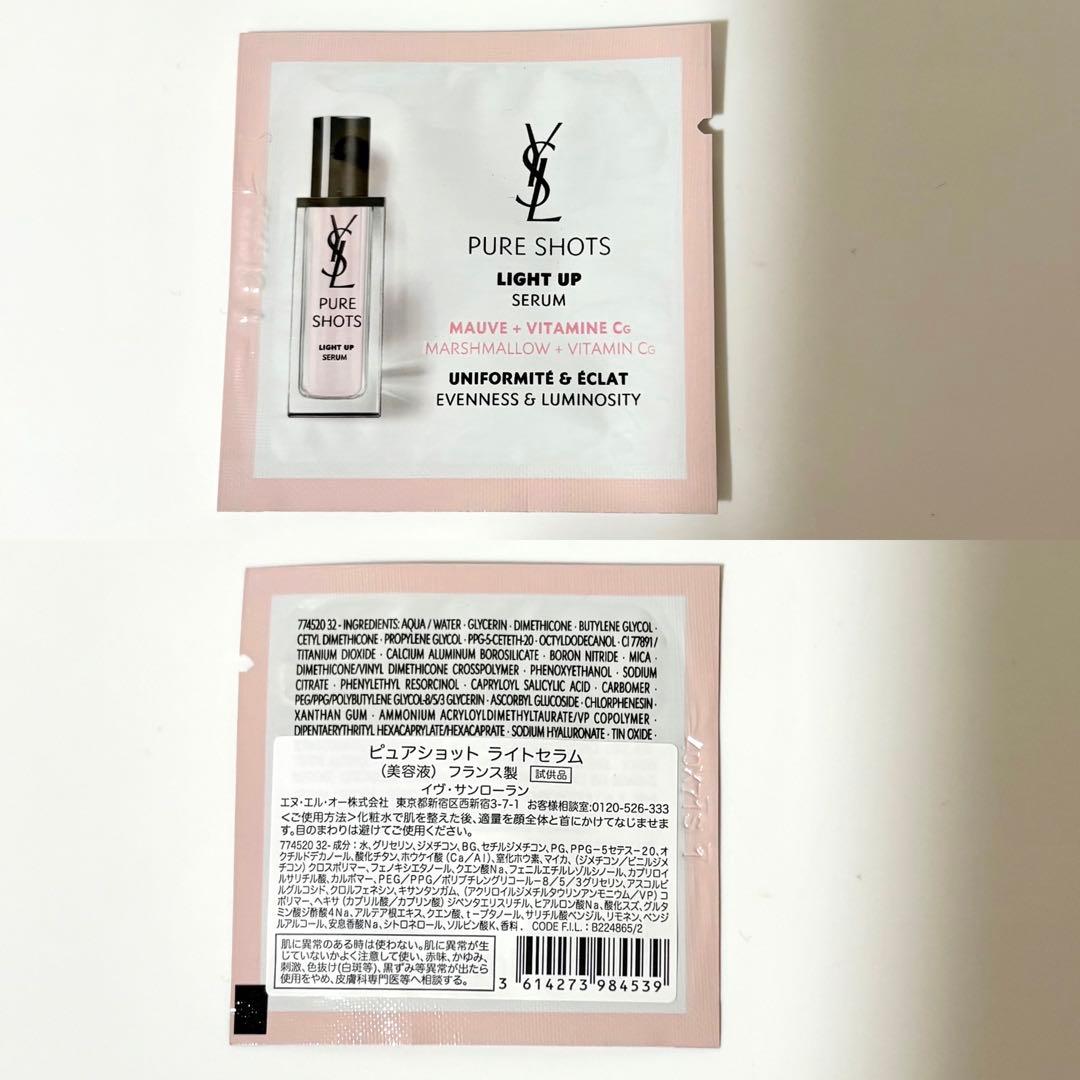 YSL
PURE SHOTS
LIGHT UP
SERUM
MAUVE + VITAMINE CG
MARSHMALLOW + VITAMIN CG
UNIFORMITÉ & ÉCLAT
EVENNESS & LUMINOSITY
YSL
PURE
SHOTS
LIGHT UP
SERUM
774520 32 - INGREDIENTS: AQUA / WATER · GLYCERIN · DIMETHICONE · BUTYLENE GLYCOL ·
CETYL DIMETHICONE · PROPYLENE GLYCOL · PPG-5-CETETH-20 · OCTYLDODECANOL · CI 77891 /
TITANIUM DIOXIDE · CALCIUM ALUMINUM BOROSILICATE · BORON NITRIDE · MICA ·
DIMETHICONE/VINYL DIMETHICONE CROSSPOLYMER · PHENOXYETHANOL · SODIUM
CITRATE · PHENYLETHYL RESORCINOL · CAPRYLOYL SALICYLIC ACID · CARBOMER ·
PEG/PPG/POLYBUTYLENE GLYCOL-8/5/3 GLYCERIN · ASCORBYL GLUCOSIDE · CHLORPHENESIN ·
XANTHAN GUM · AMMONIUM ACRYLOYLDIMETHYLTAURATE/VP COPOLYMER ·
DIPENTAERYTHRITYL HEXACAPRYLATE/HEXACAPRATE · SODIUM HYALURONATE · TIN OXIDE ·
ピュアショット ライトセラム
（美容液） フランス製 試供品
イヴ・サンローラン
エヌ・エル・オー株式会社 東京都新宿区西新宿3-7-1 お客様相談室:0120-526-333
＜ご使用方法＞化粧水で肌を整えた後、適量を顔全体と首にかけてなじませま
す。目のまわりは避けてご使用ください。
774520 32- 成分：水、グリセリン、ジメチコン、BG、セチルジメチコン、PG、PPG-5セテス-20、オ
クチルドデカノール、酸化チタン、ホウケイ酸（Ca／Al）、窒化ホウ素、マイカ、（ジメチコン／ビニルジメ
チコン）クロスポリマー、フェノキシエタノール、クエン酸Na、フェニルエチルレゾルシノール、カプリロイ
ルサリチル酸、カルボマー、PEG／PPG／ポリブチレングリコール-8／5／3グリセリン、アスコルビ
ルグルコシド、クロルフェネシン、キサンタンガム、（アクリロイルジメチルタウリンアンモニウム／VP）コ
ポリマー、ヘキサ（カプリル酸／カプリン酸）ジペンタエリスリチル、ヒアルロン酸Na、酸化スズ、グルタ
ミン酸ジ酢酸4Na、アルテア根エキス、クエン酸、t-ブタノール、サリチル酸ベンジル、リモネン、ベンジ
ルアルコール、安息香酸Na、シトロネロール、ソルビン酸K、香料． CODE F.I.L.：B224865/2
肌に異常のある時は使わない。肌に異常が生
じていないかよく注意して使い、赤味、かゆみ、
刺激、色抜け(白斑等)、黒ずみ等異常が出たら
使用をやめ、皮膚科専門医等へ相談する。
3 614273 984539